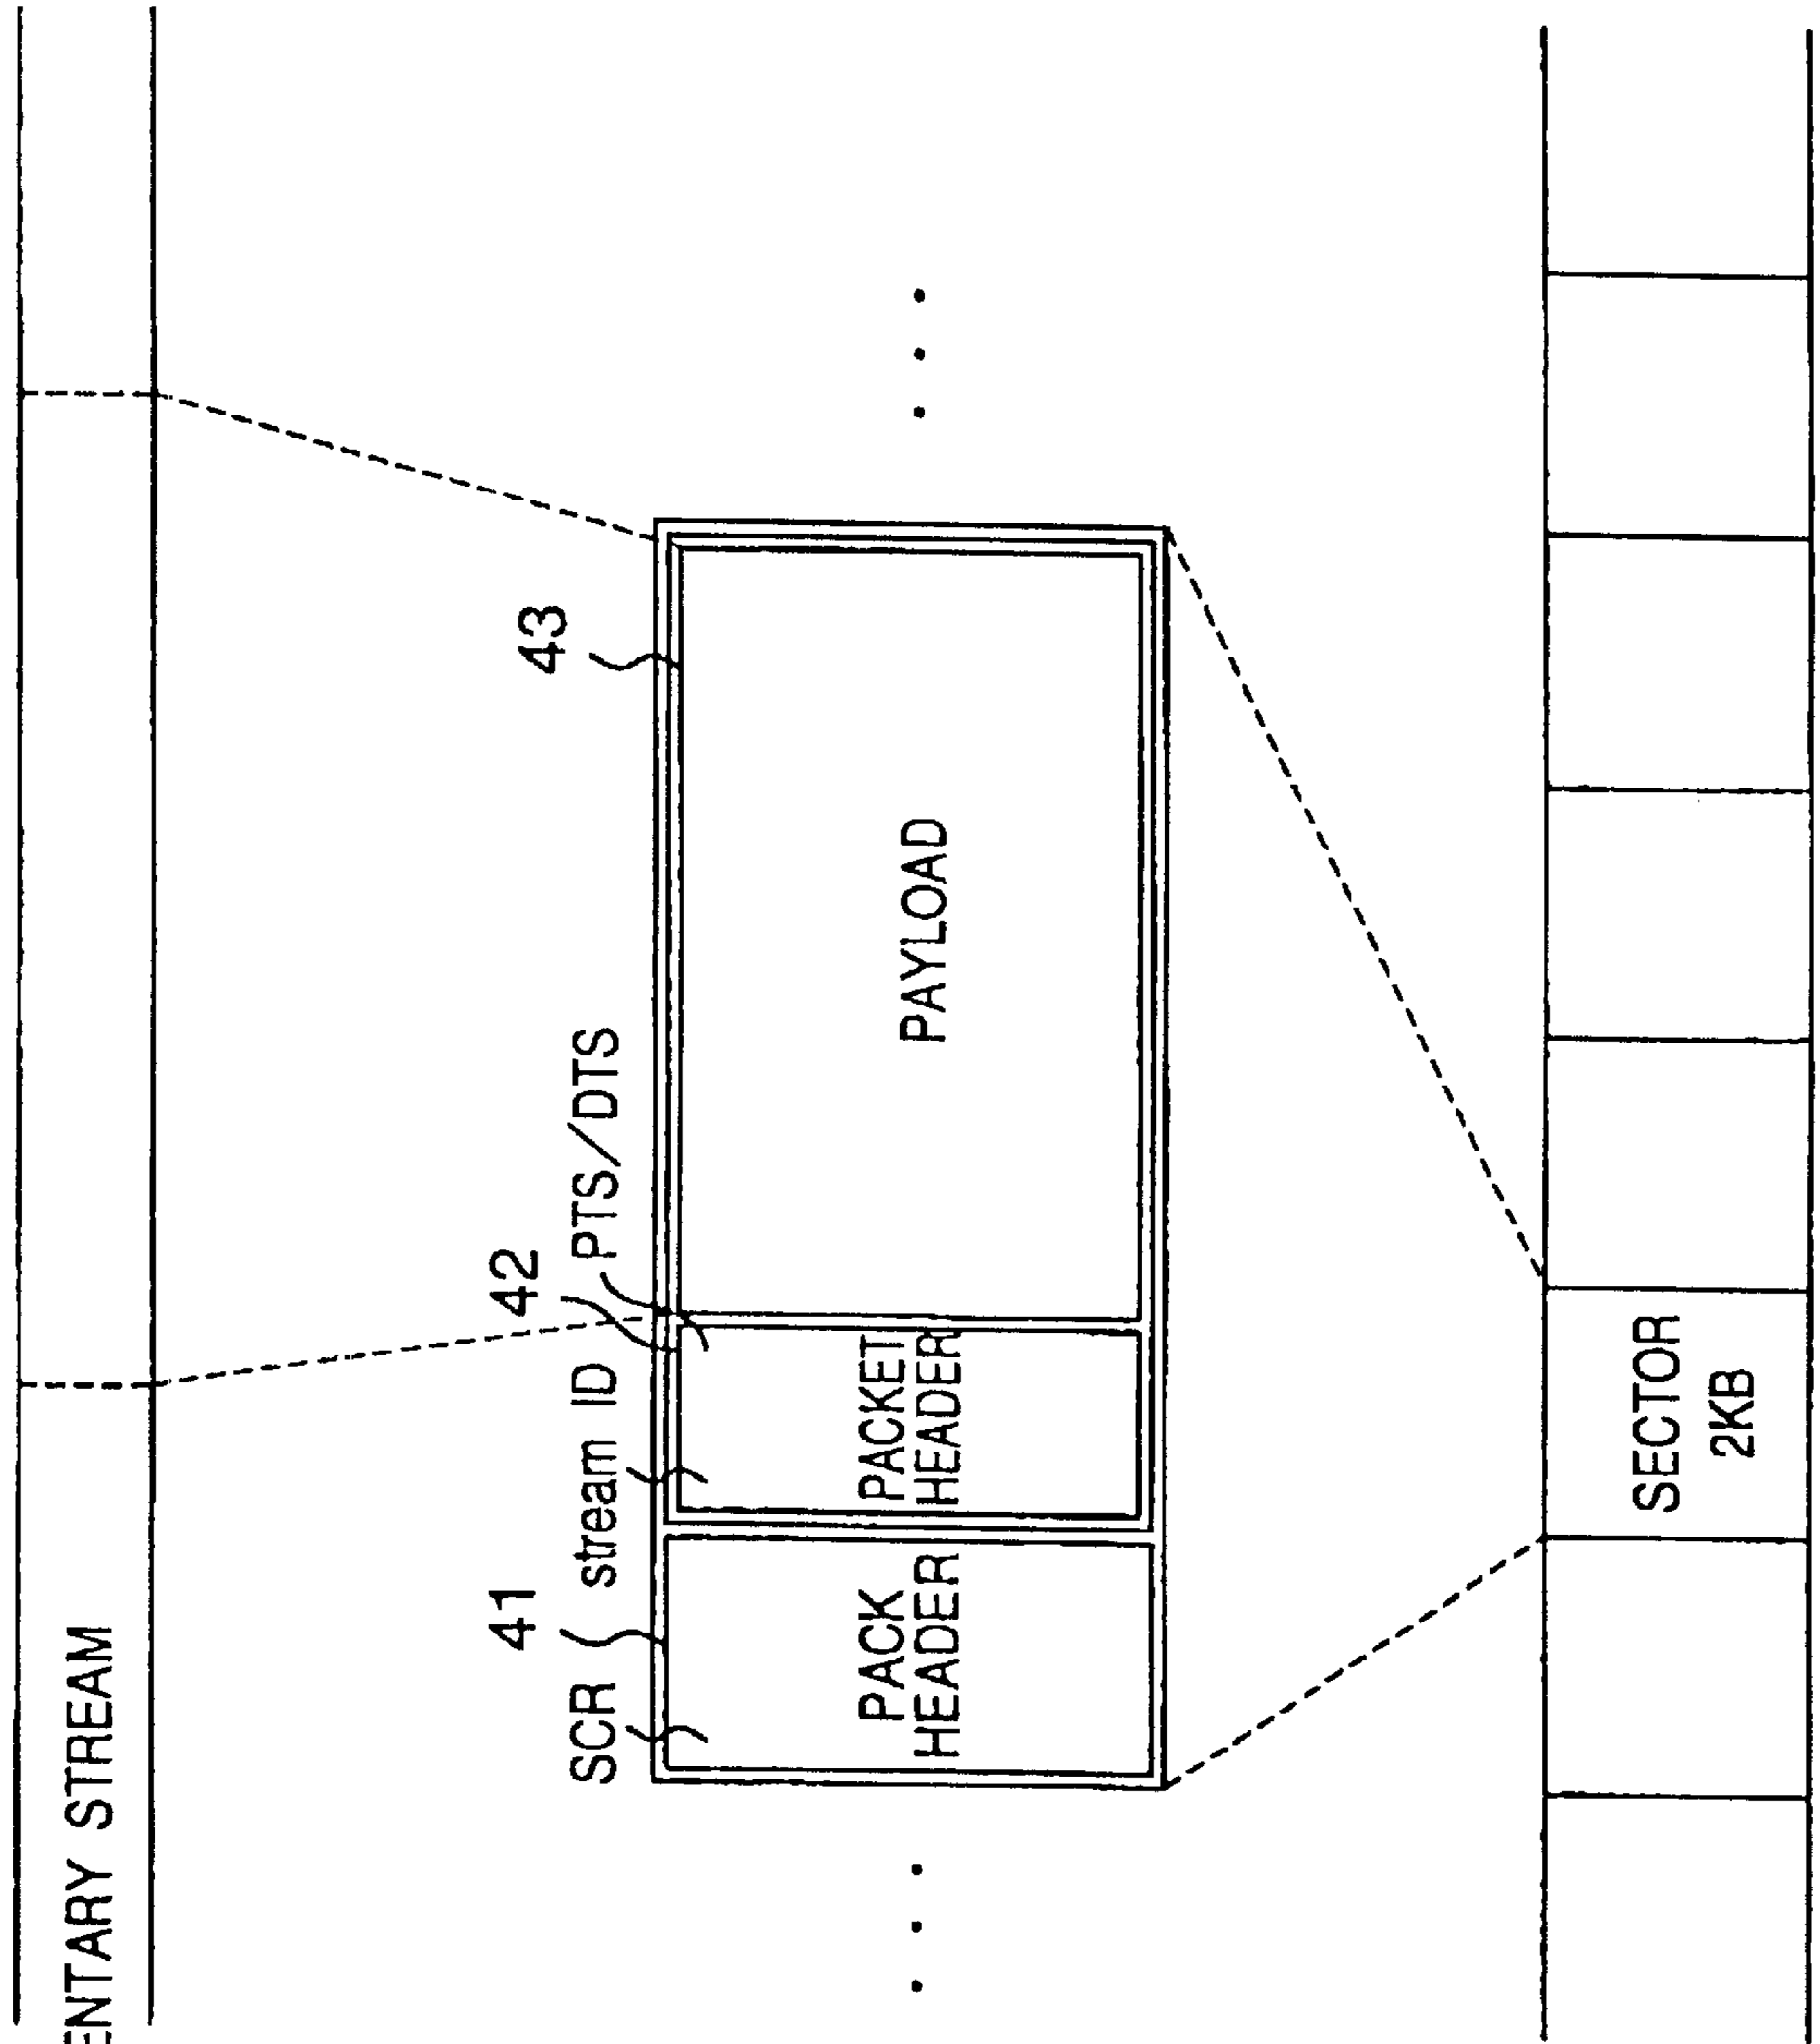 ENTARY STREAM
41
42
43
SCR
stream ID
PTS/DTS
PACK
HEADER
PACKET
HEADER
PAYLOAD
SECTOR
2KB